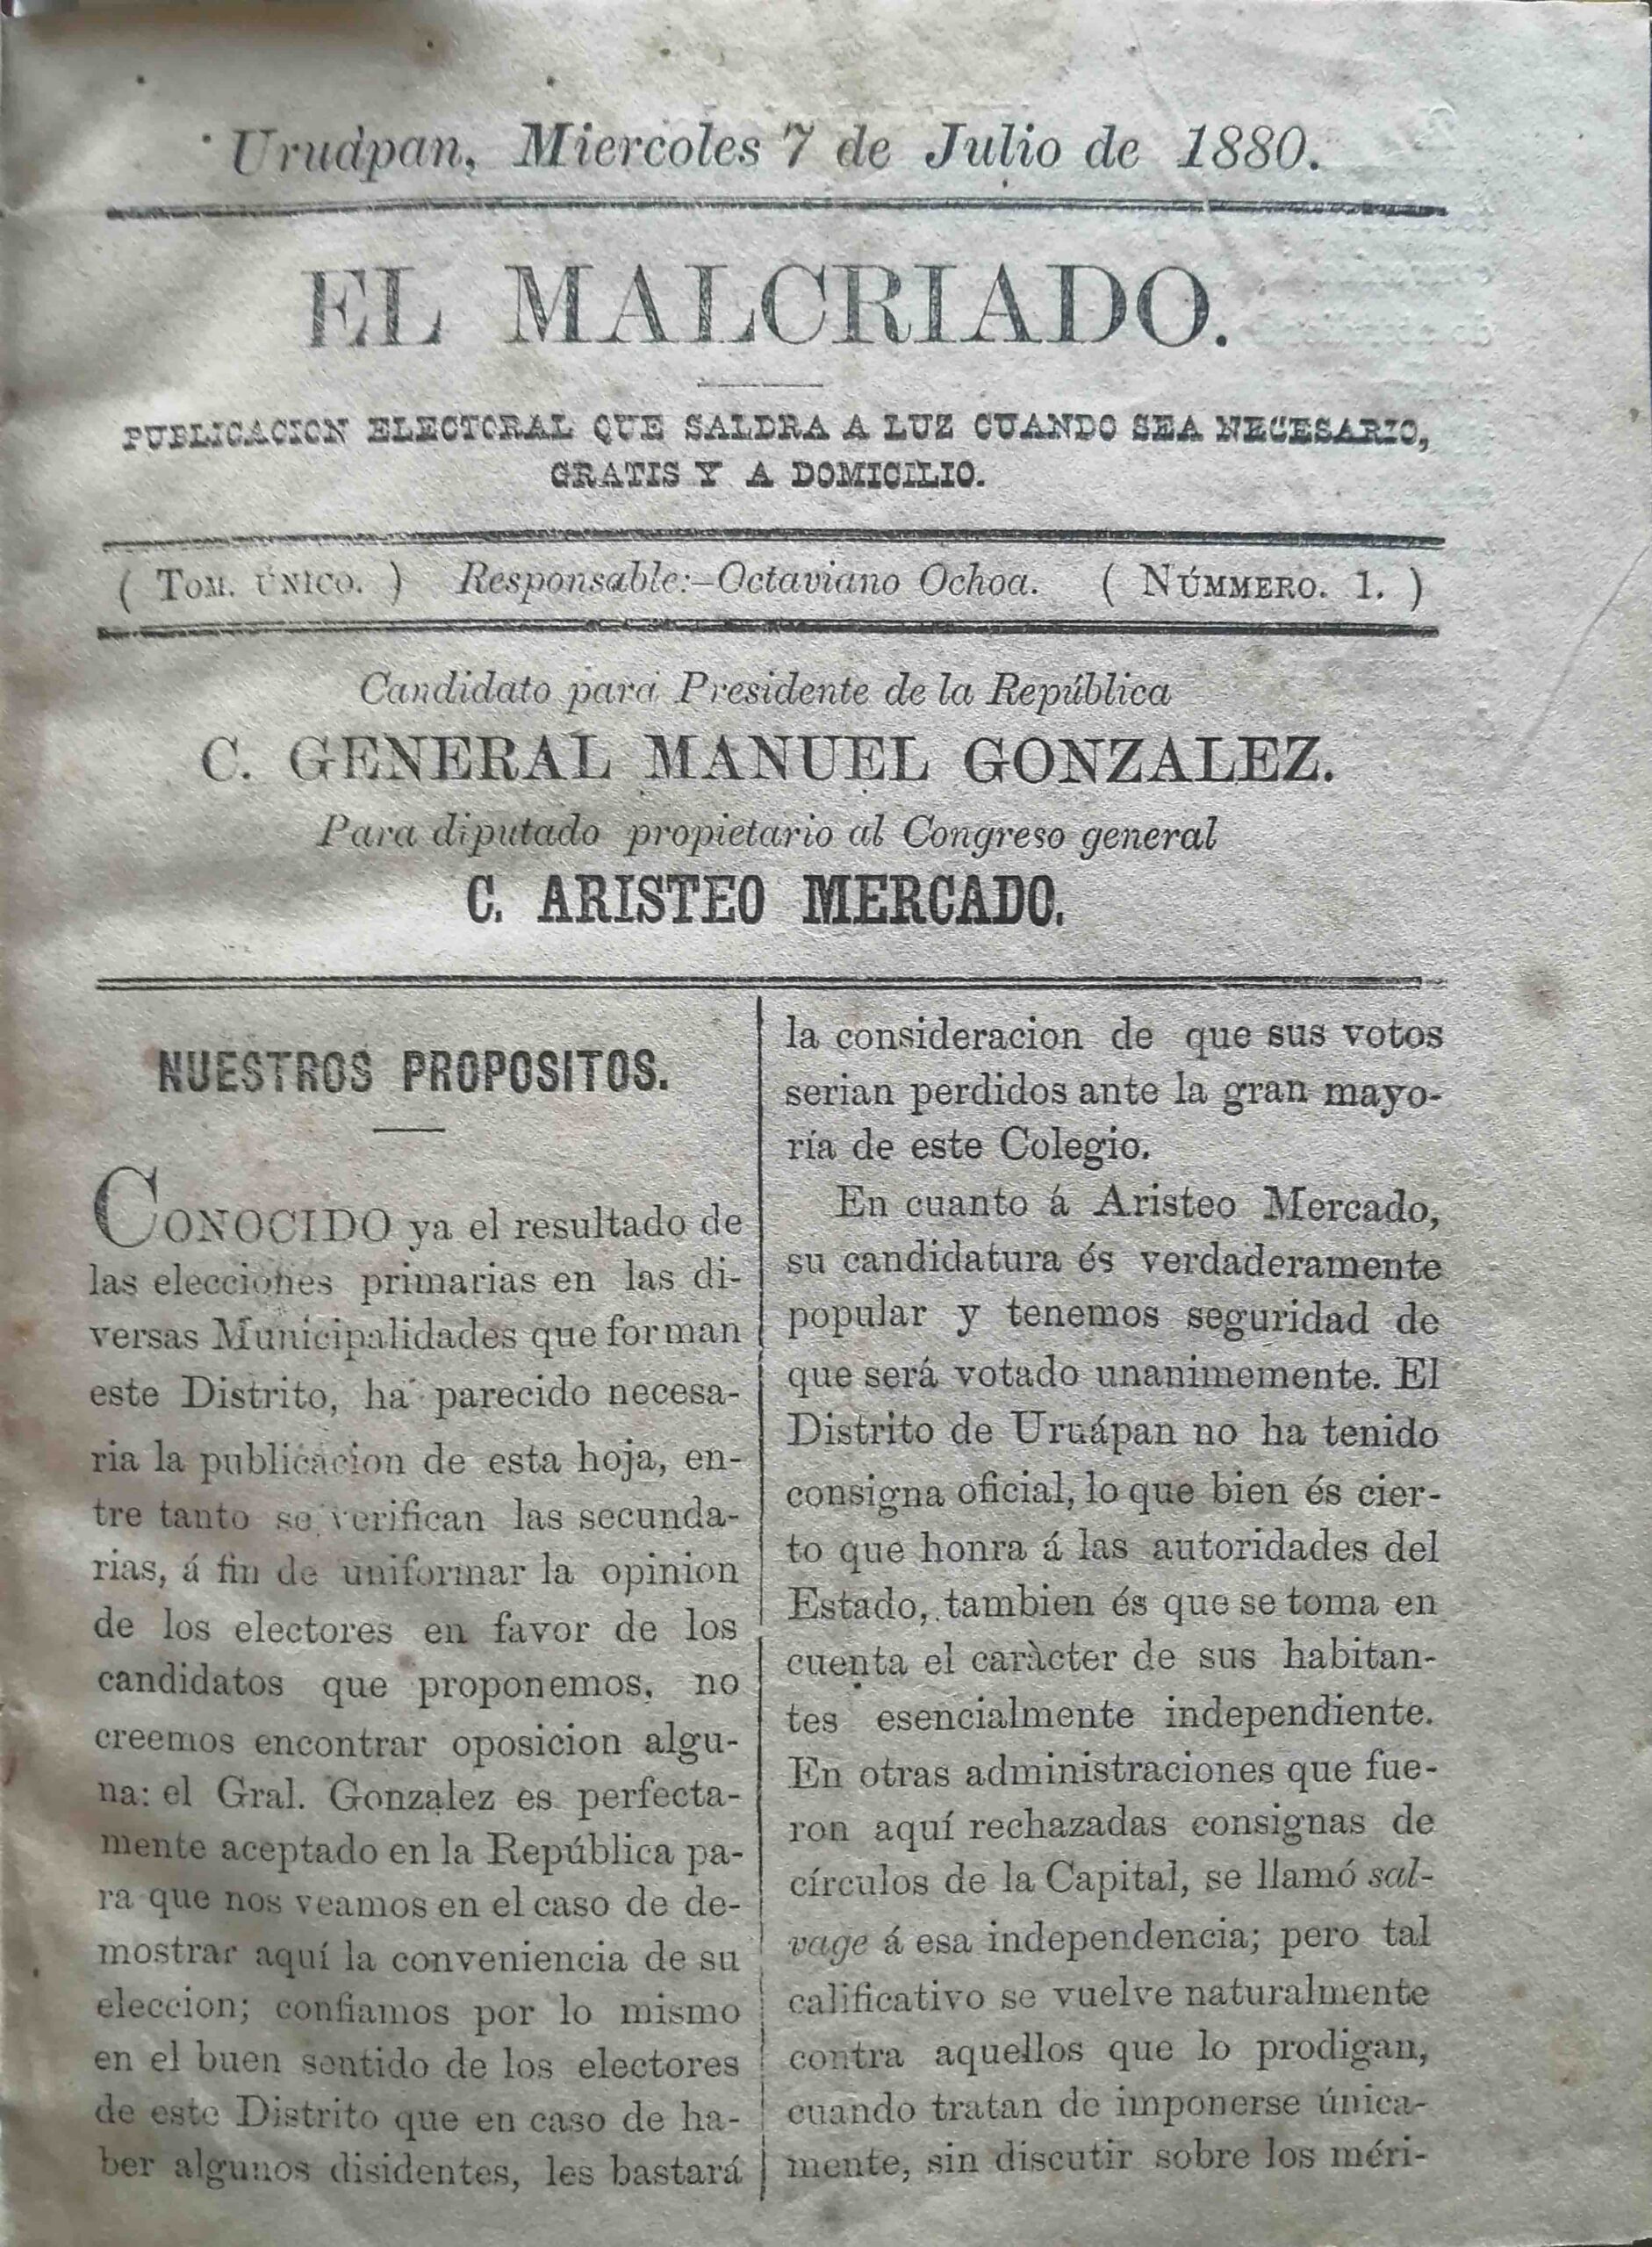 Uruàpan, Miercoles 7 de Julio de 1880.
EL MALCRIADO.
PUBLICACION ELECTORAL QUE SALDRA A LUZ CUANDO SEA NECESARIO,
GRATIS Y A DOMICILIO.
( TOM. ÚNICO. ) Responsable:—Octaviano Ochoa. ( NÚMMERO. 1. )
Candidato para Presidente de la República
C. GENERAL MANUEL GONZALEZ.
Para diputado propietario al Congreso general
C. ARISTEO MERCADO.
NUESTROS PROPOSITOS.
CONOCIDO ya el resultado de
las elecciones primarias en las di-
versas Municipalidades que forman
este Distrito, ha parecido necesa-
ria la publicacion de esta hoja, en-
tre tanto se verifican las secunda-
rias, á fin de uniformar la opinion
de los electores en favor de los
candidatos que proponemos, no
creemos encontrar oposicion algu-
na: el Gral. Gonzalez es perfecta-
mente aceptado en la República pa-
ra que nos veamos en el caso de de-
mostrar aquí la conveniencia de su
eleccion; confiamos por lo mismo
en el buen sentido de los electores
de este Distrito que en caso de ha-
ber algunos disidentes, les bastará
la consideracion de que sus votos
serian perdidos ante la gran mayo-
ría de este Colegio.
En cuanto á Aristeo Mercado,
su candidatura és verdaderamente
popular y tenemos seguridad de
que será votado unanimemente. El
Distrito de Uruápan no ha tenido
consigna oficial, lo que bien és cier-
to que honra á las autoridades del
Estado, tambien és que se toma en
cuenta el caràcter de sus habitan-
tes esencialmente independiente.
En otras administraciones que fue-
ron aquí rechazadas consignas de
círculos de la Capital, se llamó sal-
vage á esa independencia; pero tal
calificativo se vuelve naturalmente
contra aquellos que lo prodigan,
cuando tratan de imponerse única-
mente, sin discutir sobre los méri-